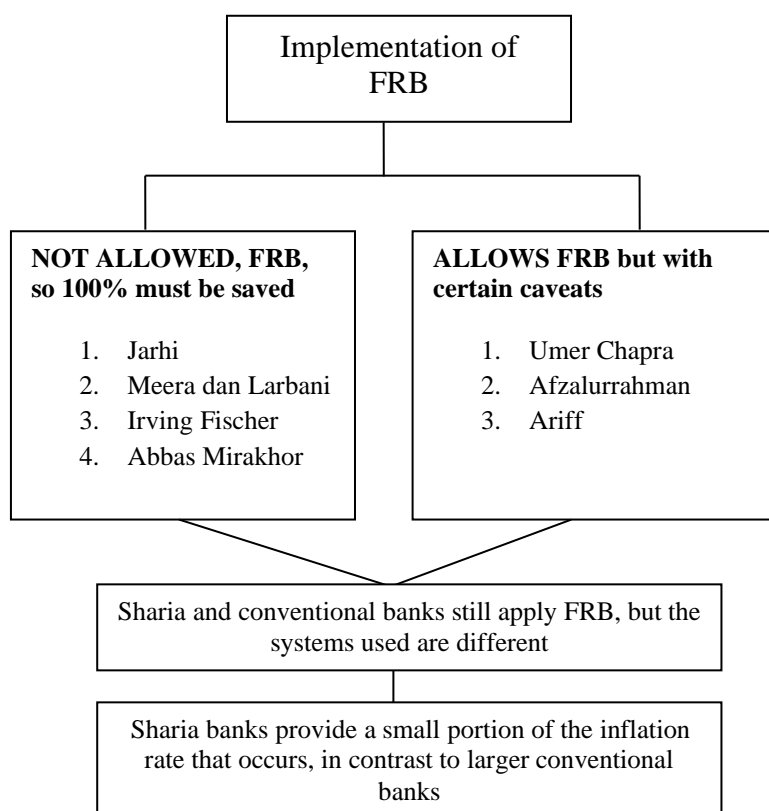 Implementation of
FRB
NOT ALLOWED, FRB,
so 100% must be saved
1. Jarhi
2. Meera dan Larbani
3. Irving Fischer
4. Abbas Mirakhor
ALLOWS FRB but with
certain caveats
1. Umer Chapra
2. Afzalurrahman
3. Ariff
Sharia and conventional banks still apply FRB, but the
systems used are different
Sharia banks provide a small portion of the inflation
rate that occurs, in contrast to larger conventional
banks